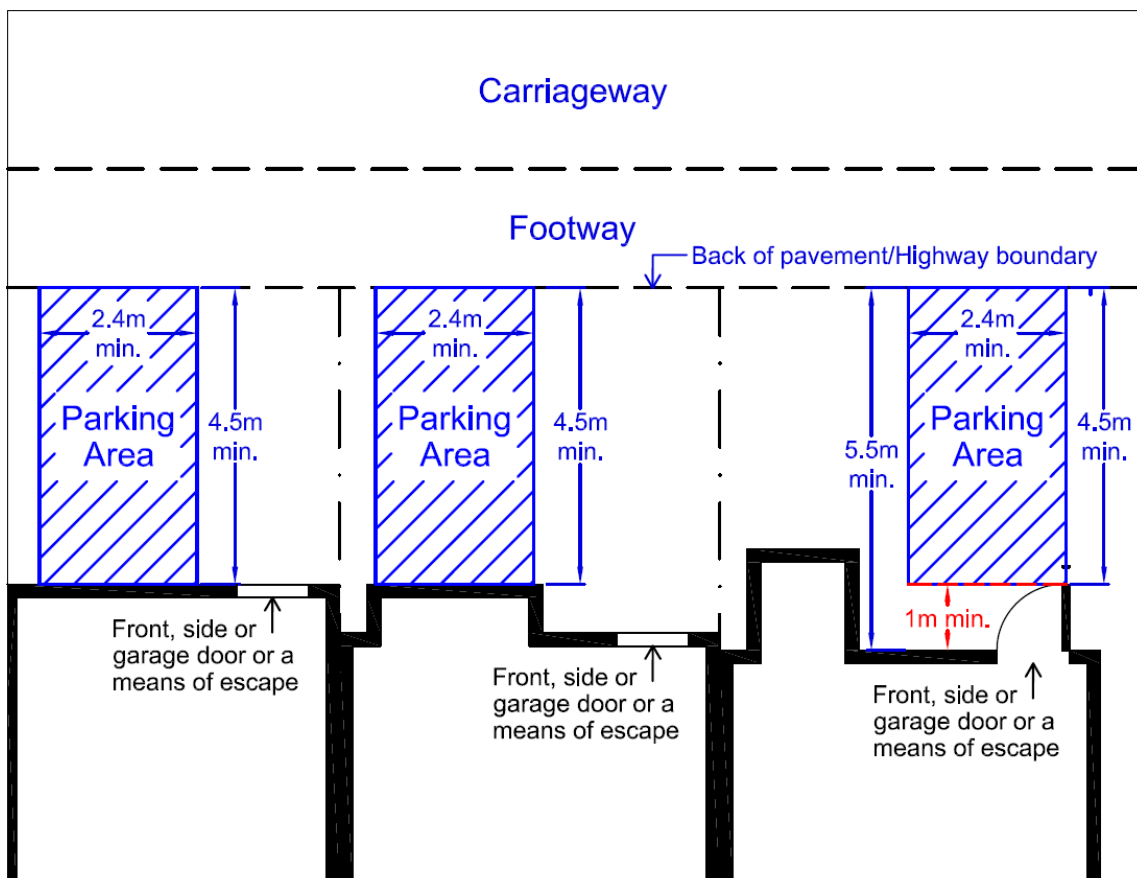 Carriageway
Footway
Back of pavement/Highway boundary
2.4m
min.
Parking
Area
4.5m
min.
2.4m
min.
Parking
Area
4.5m
min.
5.5m
min.
2.4m
min.
Parking
Area
4.5m
min.
1m min.
Front, side or
garage door or a
means of escape
Front, side or
garage door or a
means of escape
Front, side or
garage door or a
means of escape